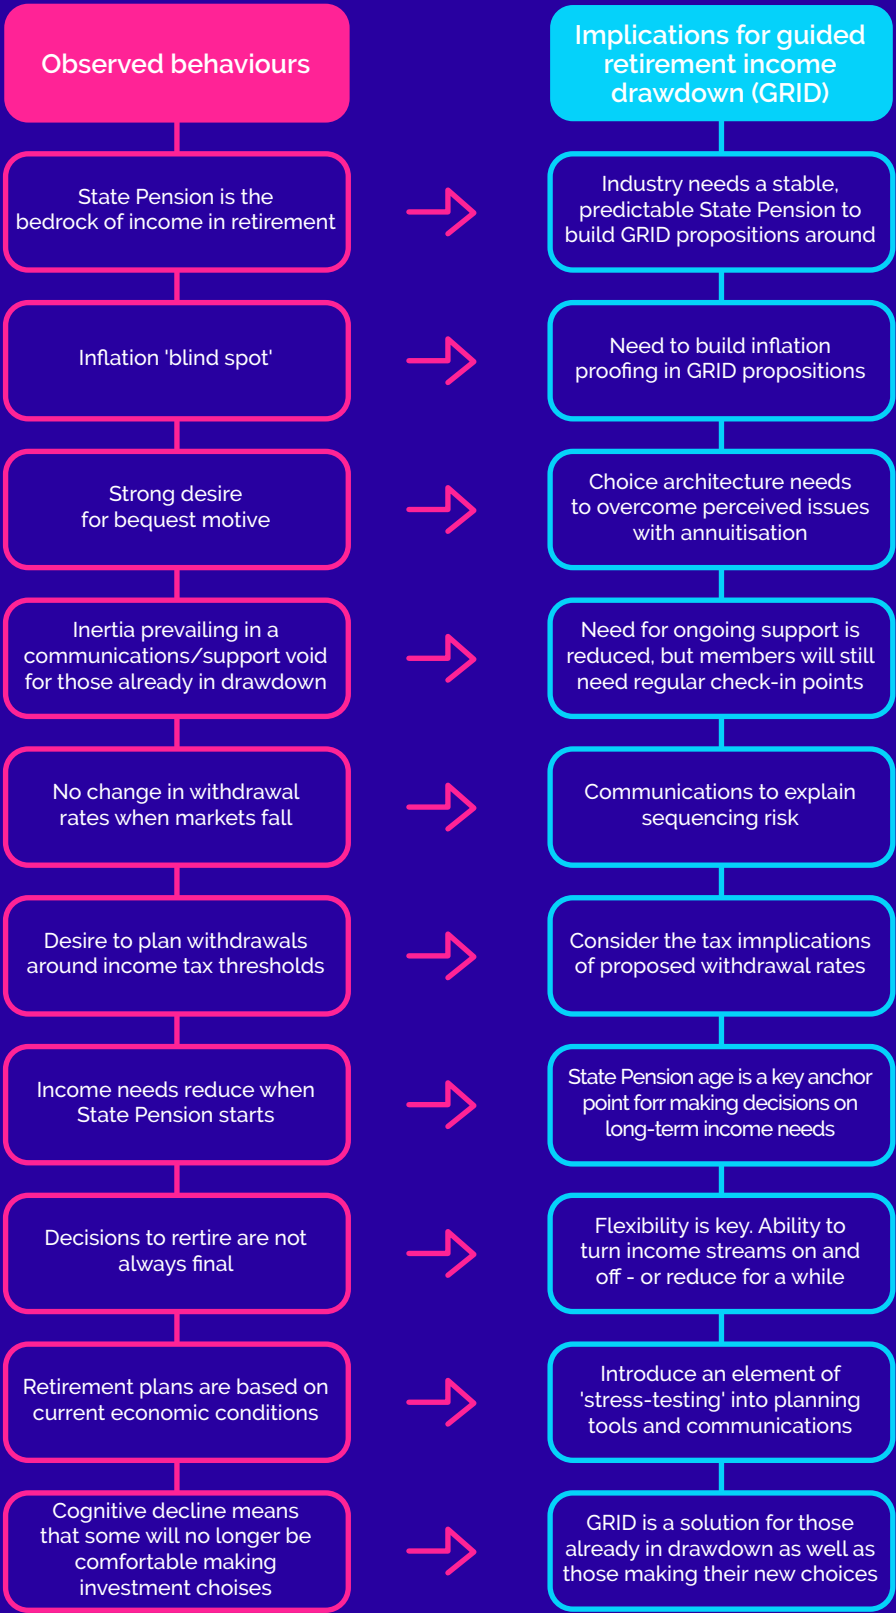 Observed behaviours
Implications for guided
retirement income
drawdown (GRID)
State Pension is the
bedrock of income in retirement
Industry needs a stable,
predictable State Pension to
build GRID propositions around
Inflation 'blind spot'
Need to build inflation
proofing in GRID propositions
Strong desire
for bequest motive
Choice architecture needs
to overcome perceived issues
with annuitisation
Inertia prevailing in a
communications/support void
for those already in drawdown
Need for ongoing support is
reduced, but members will still
need regular check-in points
No change in withdrawal
rates when markets fall
Communications to explain
sequencing risk
Desire to plan withdrawals
around income tax thresholds
Consider the tax imnplications
of proposed withdrawal rates
Income needs reduce when
State Pension starts
State Pension age is a key anchor
point forr making decisions on
long-term income needs
Decisions to rertire are not
always final
Flexibility is key. Ability to
turn income streams on and
off - or reduce for a while
Retirement plans are based on
current economic conditions
Introduce an element of
'stress-testing' into planning
tools and communications
Cognitive decline means
that some will no longer be
comfortable making
investment choises
GRID is a solution for those
already in drawdown as well as
those making their new choices